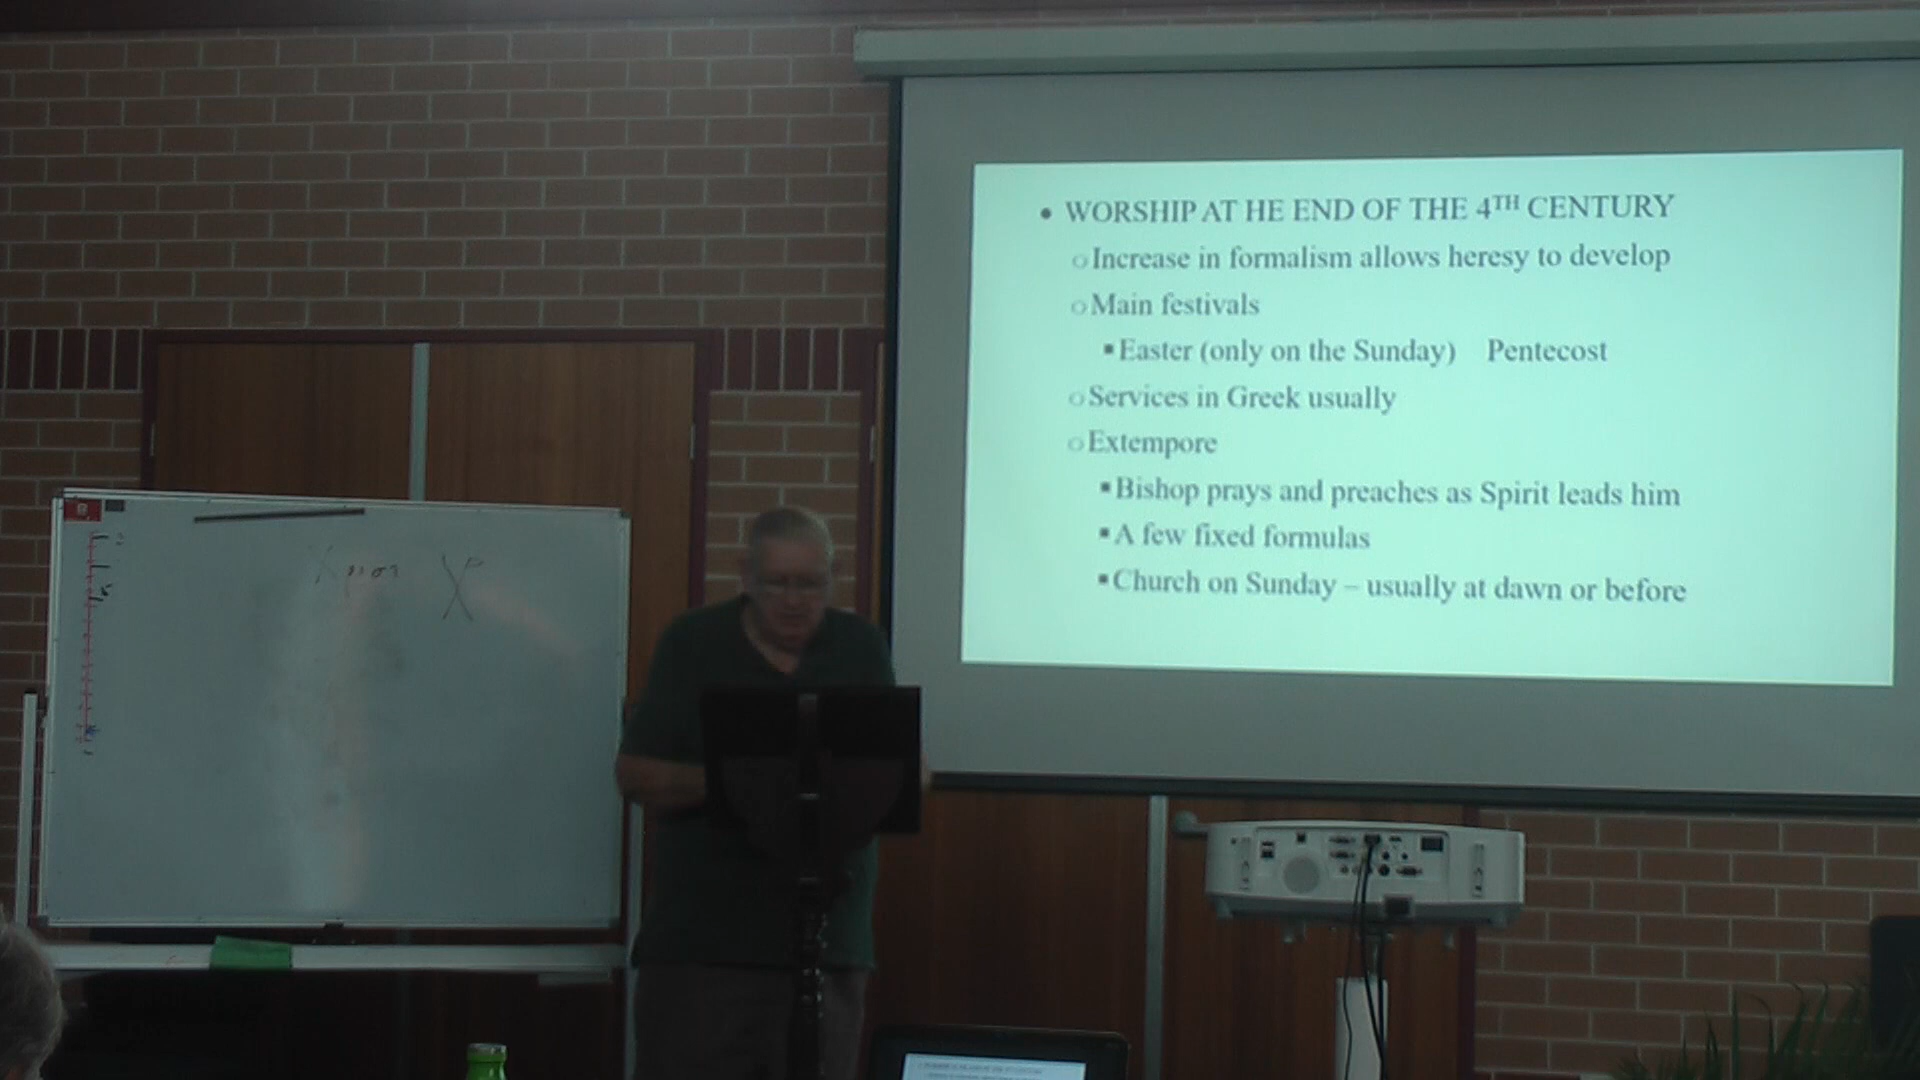 • WORSHIP AT HE END OF THE 4TH CENTURY
○ Increase in formalism allows heresy to develop
○ Main festivals
▪ Easter (only on the Sunday) Pentecost
○ Services in Greek usually
○ Extempore
▪ Bishop prays and preaches as Spirit leads him
▪ A few fixed formulas
▪ Church on Sunday – usually at dawn or before